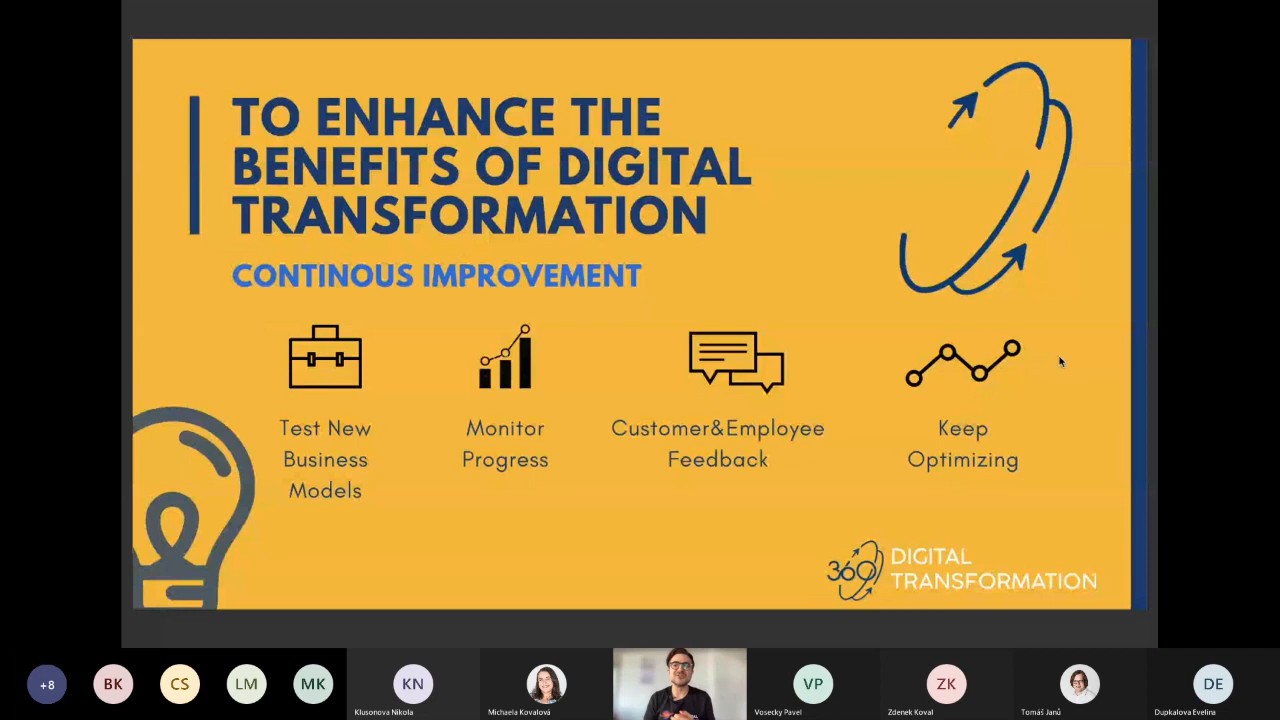 TO ENHANCE THE
BENEFITS OF DIGITAL
TRANSFORMATION
CONTINOUS IMPROVEMENT
Test New
Business
Models
Monitor
Progress
Customer&Employee
Feedback
Keep
Optimizing
360
DIGITAL
TRANSFORMATION
+8
BK
CS
LM
MK
KN
Klusonova Nikola
Michaela Kovalová
VP
Vosecky Pavel
ZK
Zdenek Koval
Tomáš Janů
DE
Dupkalova Evelina